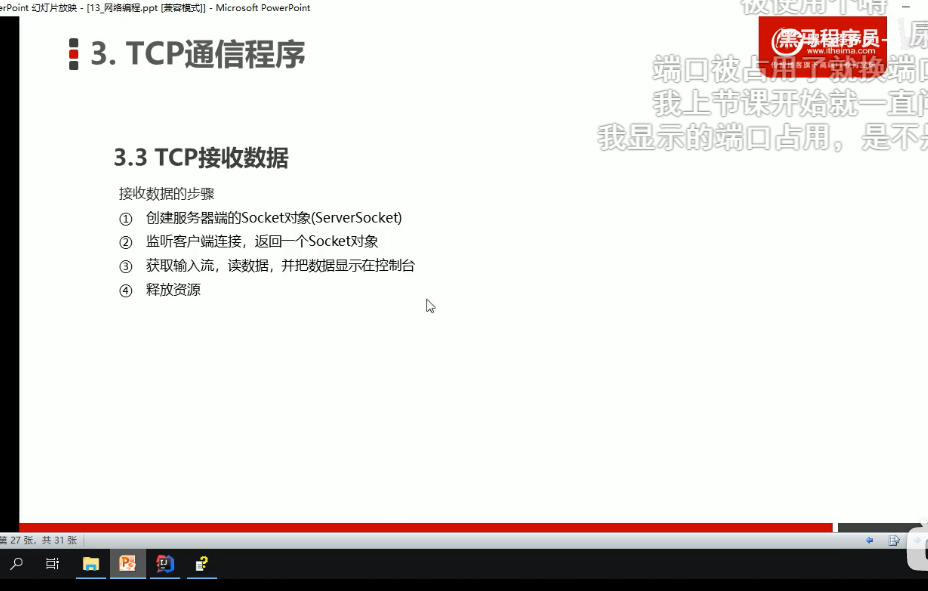 PowerPoint 幻灯片放映 - [13_网络编程.ppt [兼容模式]] - Microsoft PowerPoint
3. TCP通信程序
黑马程序员
www.itheima.com
端口被占用了就换端口
我上节课开始就一直问
我显示的端口占用，是不是
3.3 TCP接收数据
接收数据的步骤
① 创建服务器端的Socket对象(ServerSocket)
② 监听客户端连接，返回一个Socket对象
③ 获取输入流，读数据，并把数据显示在控制台
④ 释放资源
第 27 张，共 31 张